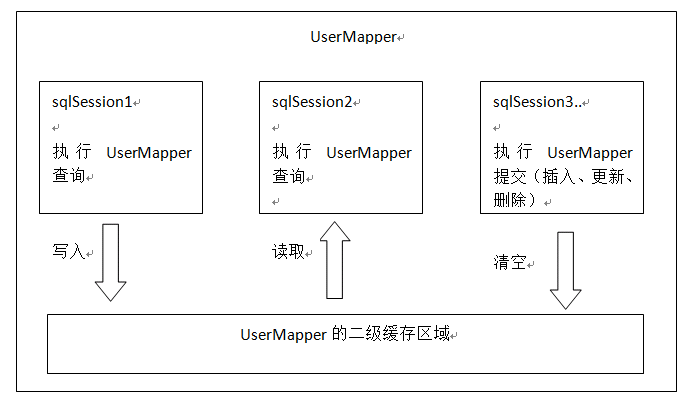 UserMapper
sqlSession1
执行 UserMapper
查询
sqlSession2
执行 UserMapper
查询
sqlSession3..
执行 UserMapper
提交（插入、更新、
删除）
写入
读取
清空
UserMapper 的二级缓存区域